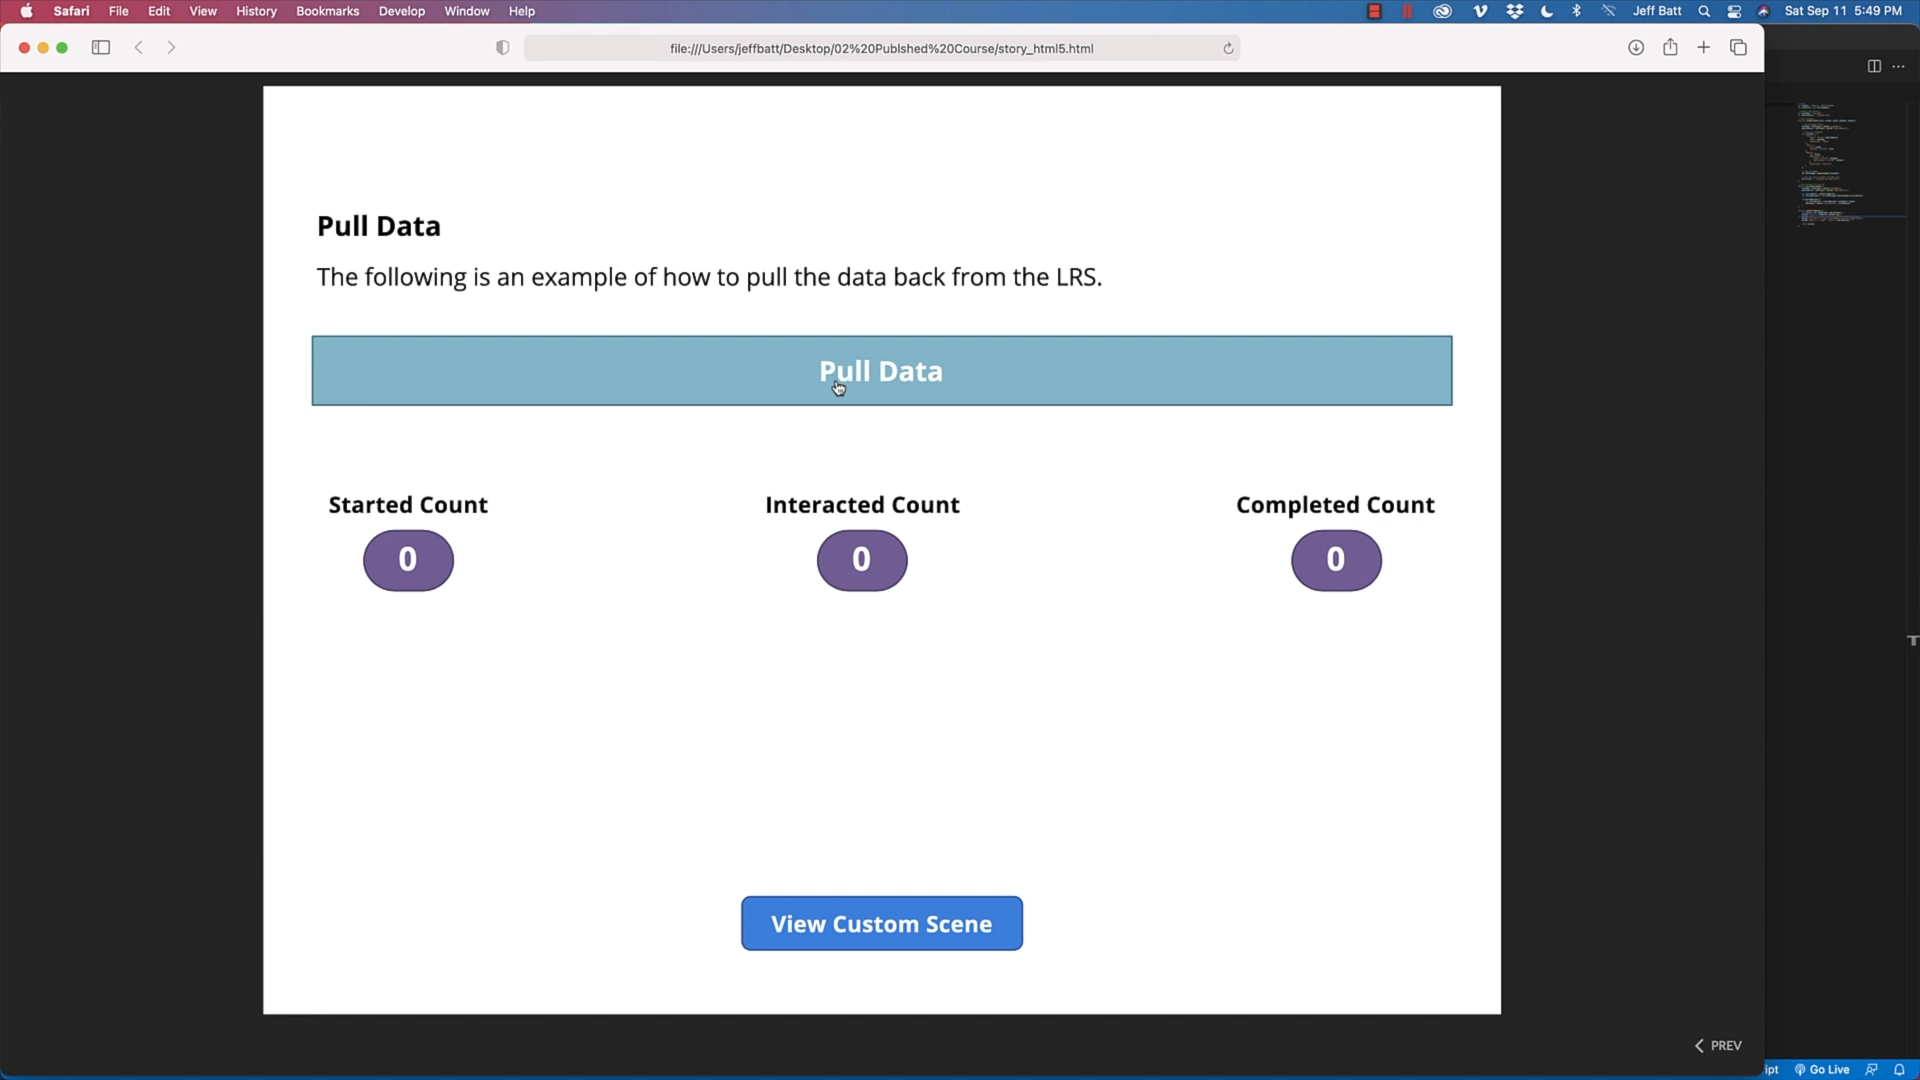 Safari File Edit View History Bookmarks Develop Window Help Jeff Batt Sat Sep 11 5:49 PM
file:///Users/jeffbatt/Desktop/02%20Publshed%20Course/story_html5.html
Pull Data
The following is an example of how to pull the data back from the LRS.
Pull Data
Started Count Interacted Count Completed Count
0 0 0
View Custom Scene
PREV
ipt Go Live